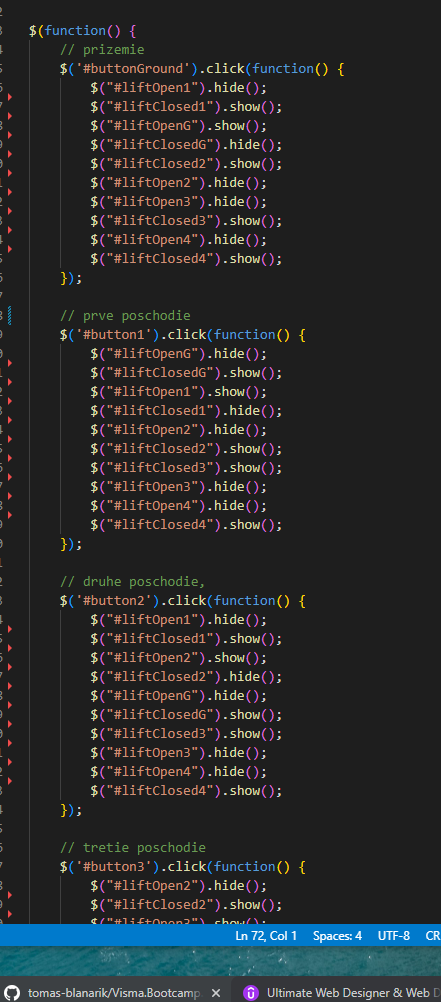 $(function() {
// prizemie
$('#buttonGround').click(function() {
$("#liftOpen1").hide();
$("#liftClosed1").show();
$("#liftOpenG").show();
$("#liftClosedG").hide();
$("#liftClosed2").show();
$("#liftOpen2").hide();
$("#liftOpen3").hide();
$("#liftClosed3").show();
$("#liftOpen4").hide();
$("#liftClosed4").show();
});
// prve poschodie
$('#button1').click(function() {
$("#liftOpenG").hide();
$("#liftClosedG").show();
$("#liftOpen1").show();
$("#liftClosed1").hide();
$("#liftOpen2").hide();
$("#liftClosed2").show();
$("#liftClosed3").show();
$("#liftOpen3").hide();
$("#liftOpen4").hide();
$("#liftClosed4").show();
});
// druhe poschodie,
$('#button2').click(function() {
$("#liftOpen1").hide();
$("#liftClosed1").show();
$("#liftOpen2").show();
$("#liftClosed2").hide();
$("#liftOpenG").hide();
$("#liftClosedG").show();
$("#liftClosed3").show();
$("#liftOpen3").hide();
$("#liftOpen4").hide();
$("#liftClosed4").show();
});
// tretie poschodie
$('#button3').click(function() {
$("#liftOpen2").hide();
$("#liftClosed2").show();
$("#liftOpen3").show();
Ln 72, Col 1 Spaces: 4 UTF-8 CR
tomas-blanarik/Visma.Bootcamp Ultimate Web Designer & Web D